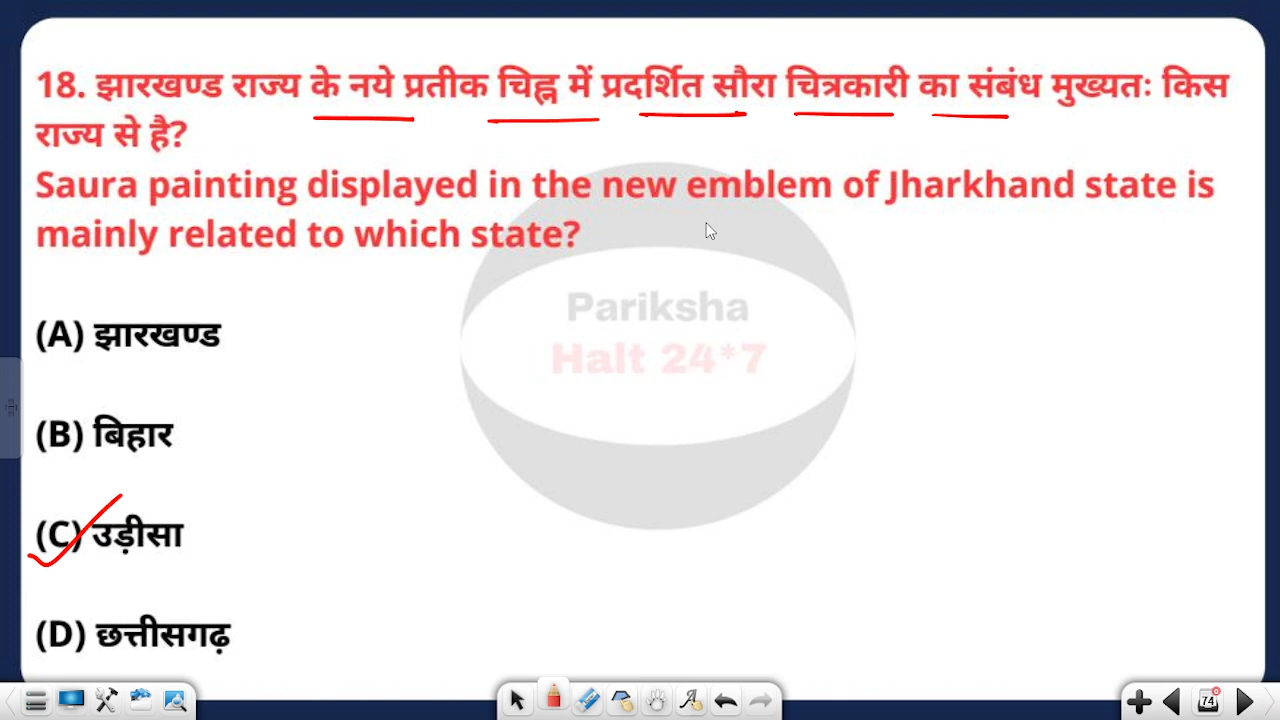 18. झारखण्ड राज्य के नये प्रतीक चिह्न में प्रदर्शित सौरा चित्रकारी का संबंध मुख्यतः किस
राज्य से है?
Saura painting displayed in the new emblem of Jharkhand state is
mainly related to which state?
Pariksha
Halt 24*7
(A) झारखण्ड
(B) बिहार
(C) उड़ीसा
(D) छत्तीसगढ़
74